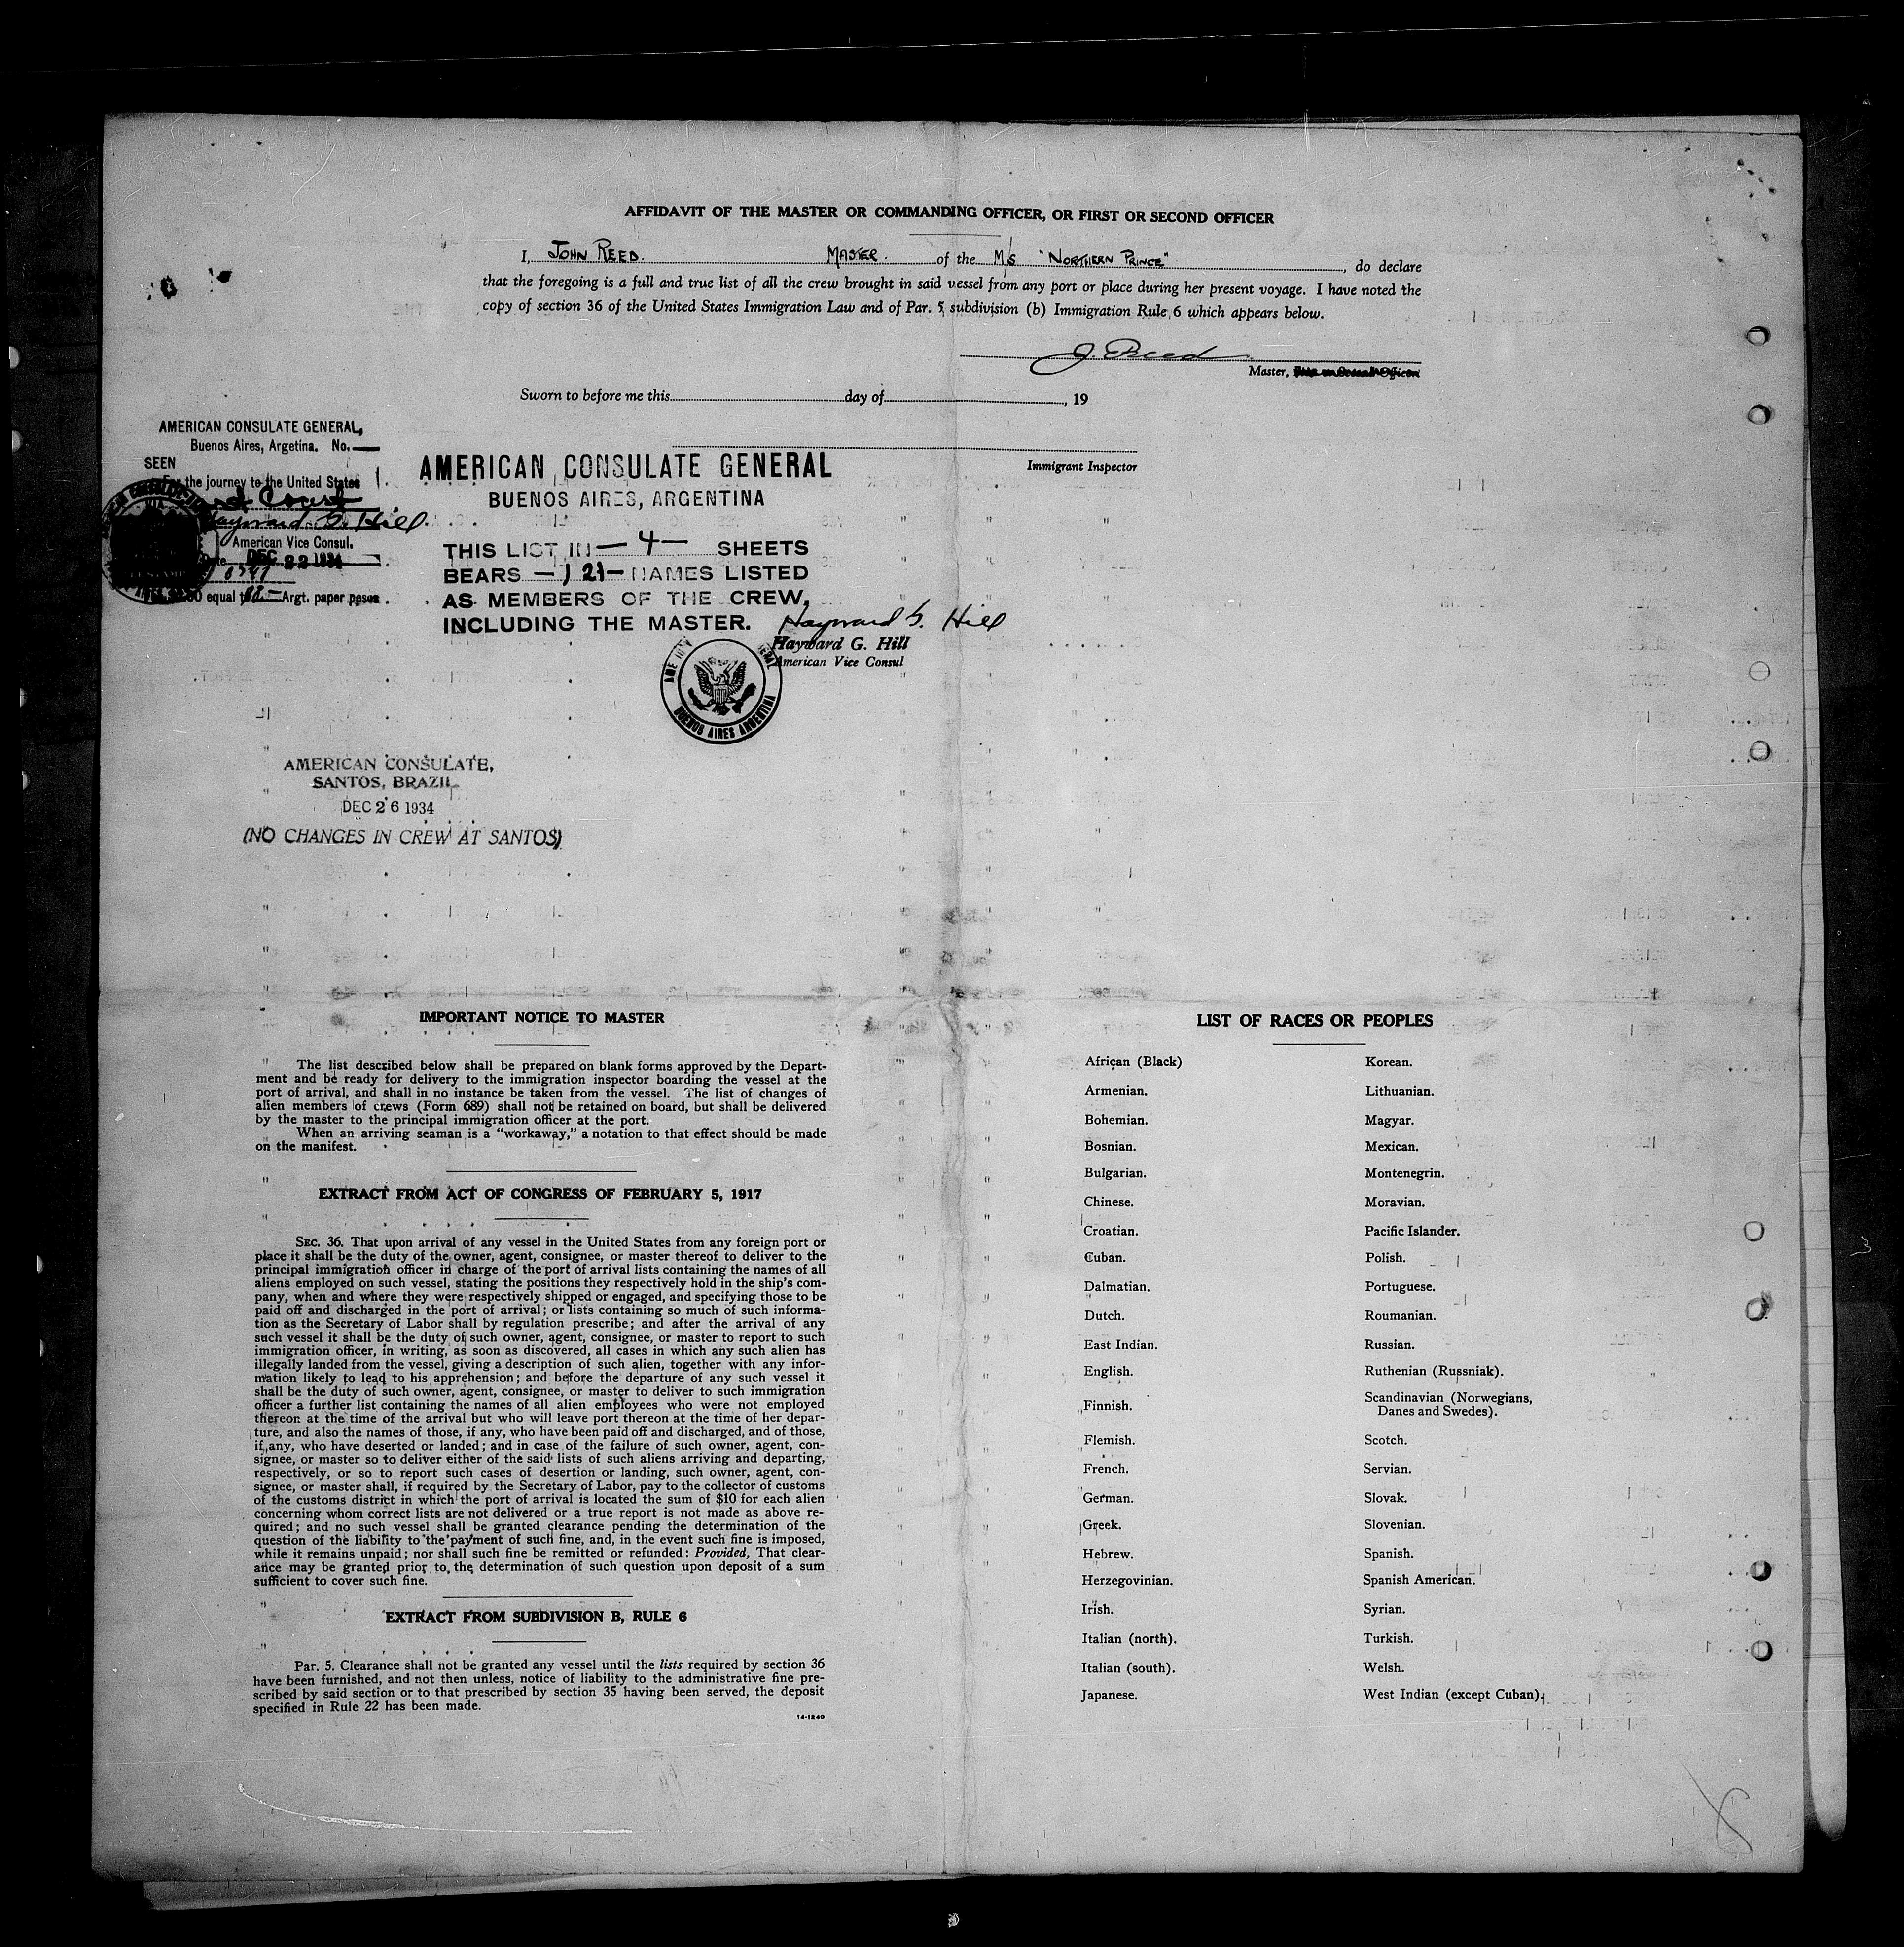 AFFIDAVIT OF THE MASTER OR COMMANDING OFFICER, OR FIRST OR SECOND OFFICER
I, JOHN REED. MASTER. of the M/S "NORTHERN PRINCE", do declare
that the foregoing is a full and true list of all the crew brought in said vessel from any port or place during her present voyage. I have noted the
copy of section 36 of the United States Immigration Law and of Par. 5, subdivision (b) Immigration Rule 6 which appears below.
J. Reed
Master,
Sworn to before me this day of , 19
Immigrant Inspector
AMERICAN CONSULATE GENERAL,
Buenos Aires, Argetina. No. —
SEEN
For the journey to the United States
Hayward G. Hill.
American Vice Consul.
Date DEC 22 1934
equal to Argt. paper pesos
AMERICAN CONSULATE GENERAL
BUENOS AIRES, ARGENTINA
THIS LIST IN — 4 — SHEETS
BEARS — 121 — NAMES LISTED
AS MEMBERS OF THE CREW,
INCLUDING THE MASTER. Hayward G. Hill
Hayward G. Hill
American Vice Consul
BUENOS AIRES ARGENTINA
AMERICAN CONSULATE,
SANTOS, BRAZIL
DEC 26 1934
(NO CHANGES IN CREW AT SANTOS)
IMPORTANT NOTICE TO MASTER
The list described below shall be prepared on blank forms approved by the Depart-
ment and be ready for delivery to the immigration inspector boarding the vessel at the
port of arrival, and shall in no instance be taken from the vessel. The list of changes of
alien members of crews (Form 689) shall not be retained on board, but shall be delivered
by the master to the principal immigration officer at the port.
When an arriving seaman is a "workaway," a notation to that effect should be made
on the manifest.
EXTRACT FROM ACT OF CONGRESS OF FEBRUARY 5, 1917
SEC. 36. That upon arrival of any vessel in the United States from any foreign port or
place it shall be the duty of the owner, agent, consignee, or master thereof to deliver to the
principal immigration officer in charge of the port of arrival lists containing the names of all
aliens employed on such vessel, stating the positions they respectively hold in the ship's com-
pany, when and where they were respectively shipped or engaged, and specifying those to be
paid off and discharged in the port of arrival; or lists containing so much of such informa-
tion as the Secretary of Labor shall by regulation prescribe; and after the arrival of any
such vessel it shall be the duty of such owner, agent, consignee, or master to report to such
immigration officer, in writing, as soon as discovered, all cases in which any such alien has
illegally landed from the vessel, giving a description of such alien, together with any infor-
mation likely to lead to his apprehension; and before the departure of any such vessel it
shall be the duty of such owner, agent, consignee, or master to deliver to such immigration
officer a further list containing the names of all alien employees who were not employed
thereon at the time of the arrival but who will leave port thereon at the time of her depar-
ture, and also the names of those, if any, who have been paid off and discharged, and of those,
if any, who have deserted or landed; and in case of the failure of such owner, agent, con-
signee, or master so to deliver either of the said lists of such aliens arriving and departing,
respectively, or so to report such cases of desertion or landing, such owner, agent, con-
signee, or master shall, if required by the Secretary of Labor, pay to the collector of customs
of the customs district in which the port of arrival is located the sum of $10 for each alien
concerning whom correct lists are not delivered or a true report is not made as above re-
quired; and no such vessel shall be granted clearance pending the determination of the
question of the liability to the payment of such fine, and, in the event such fine is imposed,
while it remains unpaid; nor shall such fine be remitted or refunded: Provided, That clear-
ance may be granted prior to the determination of such question upon deposit of a sum
sufficient to cover such fine.
EXTRACT FROM SUBDIVISION B, RULE 6
Par. 5. Clearance shall not be granted any vessel until the lists required by section 36
have been furnished, and not then unless, notice of liability to the administrative fine pre-
scribed by said section or to that prescribed by section 35 having been served, the deposit
specified in Rule 22 has been made.
14-1240
LIST OF RACES OR PEOPLES
African (Black)
Armenian.
Bohemian.
Bosnian.
Bulgarian.
Chinese.
Croatian.
Cuban.
Dalmatian.
Dutch.
East Indian.
English.
Finnish.
Flemish.
French.
German.
Greek.
Hebrew.
Herzegovinian.
Irish.
Italian (north).
Italian (south).
Japanese.
Korean.
Lithuanian.
Magyar.
Mexican.
Montenegrin.
Moravian.
Pacific Islander.
Polish.
Portuguese.
Roumanian.
Russian.
Ruthenian (Russniak).
Scandinavian (Norwegians,
Danes and Swedes).
Scotch.
Servian.
Slovak.
Slovenian.
Spanish.
Spanish American.
Syrian.
Turkish.
Welsh.
West Indian (except Cuban).